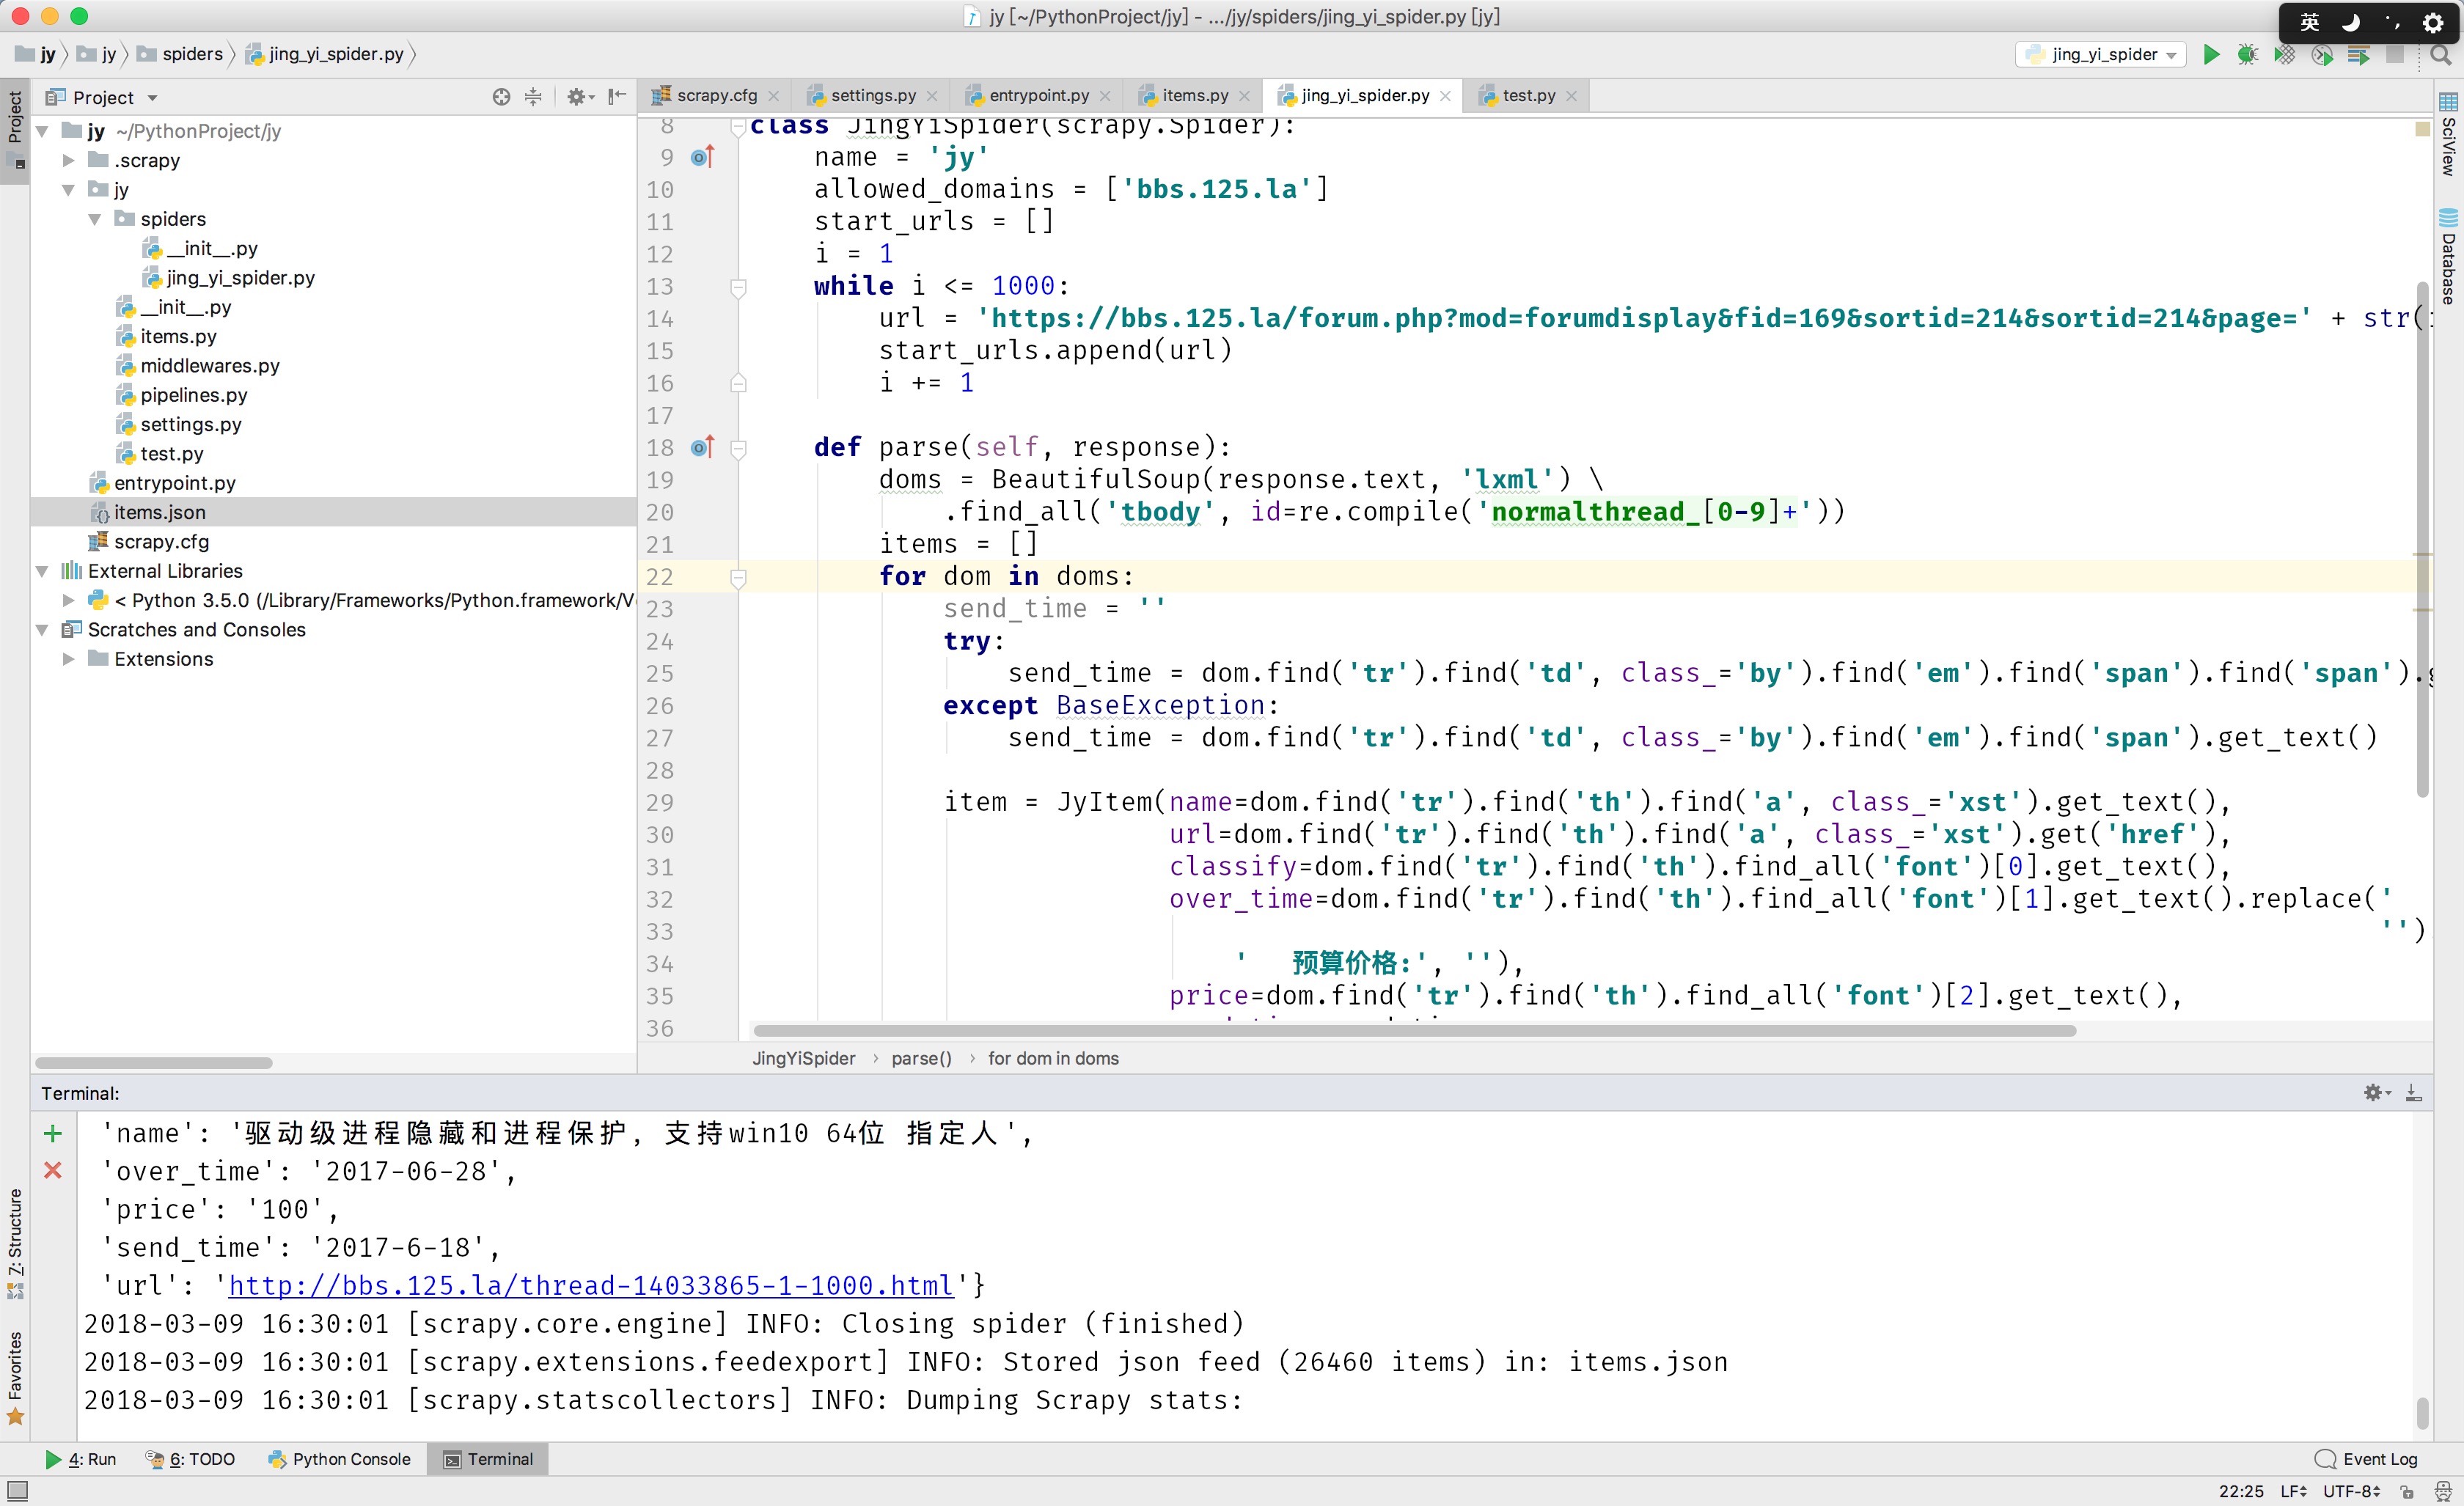 jy [~/PythonProject/jy] - .../jy/spiders/jing_yi_spider.py [jy]
英
jy jy spiders jing_yi_spider.py
jing_yi_spider
Project
scrapy.cfg settings.py entrypoint.py items.py jing_yi_spider.py test.py
Project
jy ~/PythonProject/jy
.scrapy
jy
spiders
__init__.py
jing_yi_spider.py
__init__.py
items.py
middlewares.py
pipelines.py
settings.py
test.py
entrypoint.py
items.json
scrapy.cfg
External Libraries
< Python 3.5.0 (/Library/Frameworks/Python.framework/V
Scratches and Consoles
Extensions
8 class JingYiSpider(scrapy.Spider):
9 name = 'jy'
10 allowed_domains = ['bbs.125.la']
11 start_urls = []
12 i = 1
13 while i <= 1000:
14 url = 'https://bbs.125.la/forum.php?mod=forumdisplay&fid=169&sortid=214&sortid=214&page=' + str(
15 start_urls.append(url)
16 i += 1
17
18 def parse(self, response):
19 doms = BeautifulSoup(response.text, 'lxml') \
20 .find_all('tbody', id=re.compile('normalthread_[0-9]+'))
21 items = []
22 for dom in doms:
23 send_time = ''
24 try:
25 send_time = dom.find('tr').find('td', class_='by').find('em').find('span').find('span').
26 except BaseException:
27 send_time = dom.find('tr').find('td', class_='by').find('em').find('span').get_text()
28
29 item = JyItem(name=dom.find('tr').find('th').find('a', class_='xst').get_text(),
30 url=dom.find('tr').find('th').find('a', class_='xst').get('href'),
31 classify=dom.find('tr').find('th').find_all('font')[0].get_text(),
32 over_time=dom.find('tr').find('th').find_all('font')[1].get_text().replace('
33 '')
34 '   预算价格:', ''),
35 price=dom.find('tr').find('th').find_all('font')[2].get_text(),
36
SciView
Database
JingYiSpider › parse() › for dom in doms
Terminal:
'name': '驱动级进程隐藏和进程保护, 支持win10 64位 指定人',
'over_time': '2017-06-28',
'price': '100',
'send_time': '2017-6-18',
'url': 'http://bbs.125.la/thread-14033865-1-1000.html'}
2018-03-09 16:30:01 [scrapy.core.engine] INFO: Closing spider (finished)
2018-03-09 16:30:01 [scrapy.extensions.feedexport] INFO: Stored json feed (26460 items) in: items.json
2018-03-09 16:30:01 [scrapy.statscollectors] INFO: Dumping Scrapy stats:
Z: Structure
Favorites
4: Run 6: TODO Python Console Terminal
Event Log
22:25 LF UTF-8